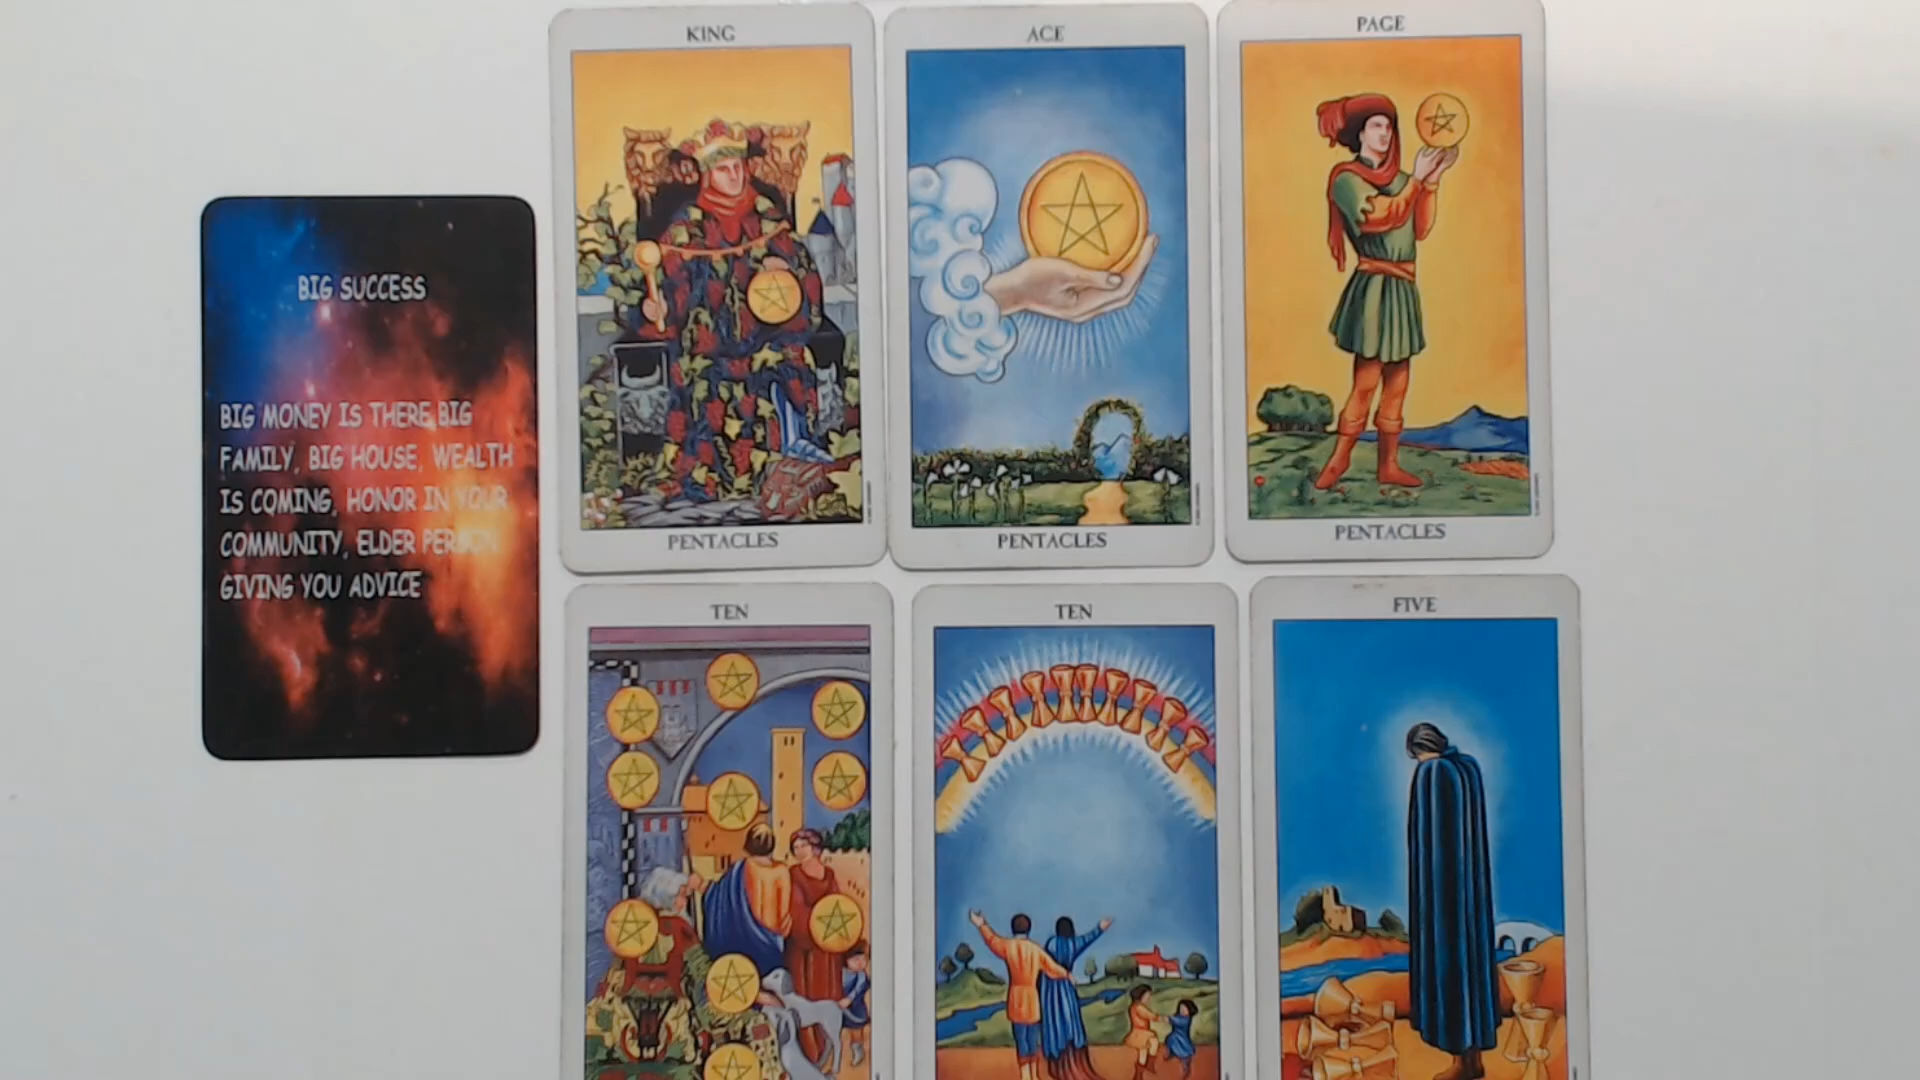 BIG SUCCESS
BIG MONEY IS THERE,BIG
FAMILY, BIG HOUSE, WEALTH
IS COMING, HONOR IN YOUR
COMMUNITY, ELDER PERSON
GIVING YOU ADVICE
KING
PENTACLES
ACE
PENTACLES
PAGE
PENTACLES
TEN
TEN
FIVE